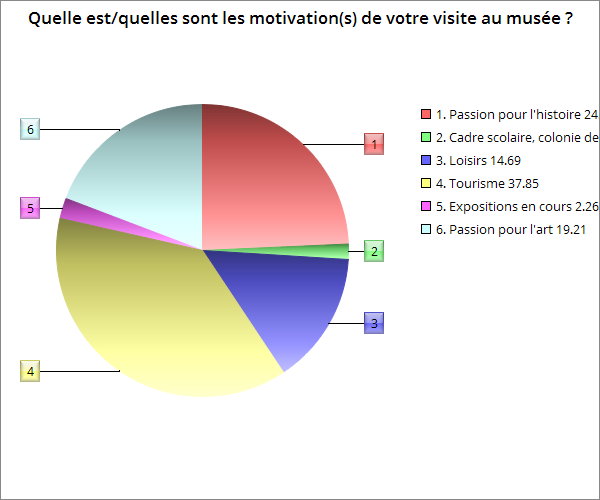 Quelle est/quelles sont les motivation(s) de votre visite au musée ?
6
1
1. Passion pour l'histoire 24
2. Cadre scolaire, colonie de
3. Loisirs 14.69
4. Tourisme 37.85
5. Expositions en cours 2.26
6. Passion pour l'art 19.21
5
2
3
4